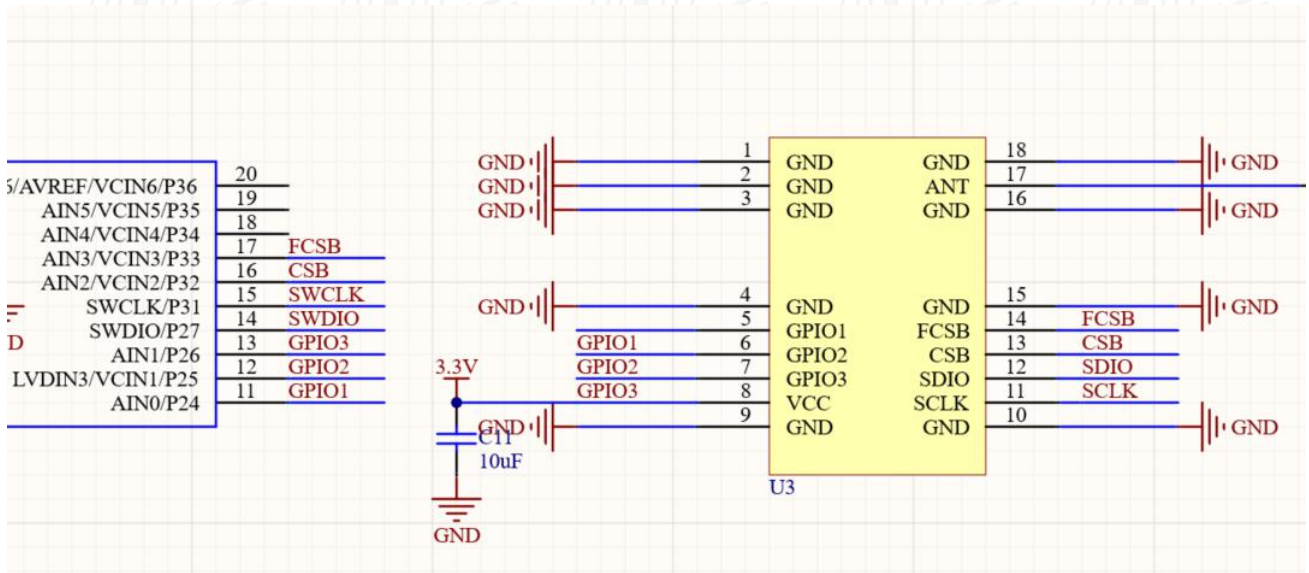 20
5/AVREF/VCIN6/P36
19
AIN5/VCIN5/P35
18
AIN4/VCIN4/P34
17 FCSB
AIN3/VCIN3/P33
16 CSB
AIN2/VCIN2/P32
15 SWCLK
SWCLK/P31
14 SWDIO
SWDIO/P27
13 GPIO3
AIN1/P26
12 GPIO2
LVDIN3/VCIN1/P25
11 GPIO1
AIN0/P24
D
3.3V
C11
10uF
GND
GND 1 GND
GND 2 GND
GND 3 GND
GND 4 GND
5 GPIO1
GPIO1 6 GPIO2
GPIO2 7 GPIO3
GPIO3 8 VCC
GND 9 GND
GND 18 GND
ANT 17
GND 16 GND
GND 15 GND
FCSB 14 FCSB
CSB 13 CSB
SDIO 12 SDIO
SCLK 11 SCLK
GND 10 GND
U3